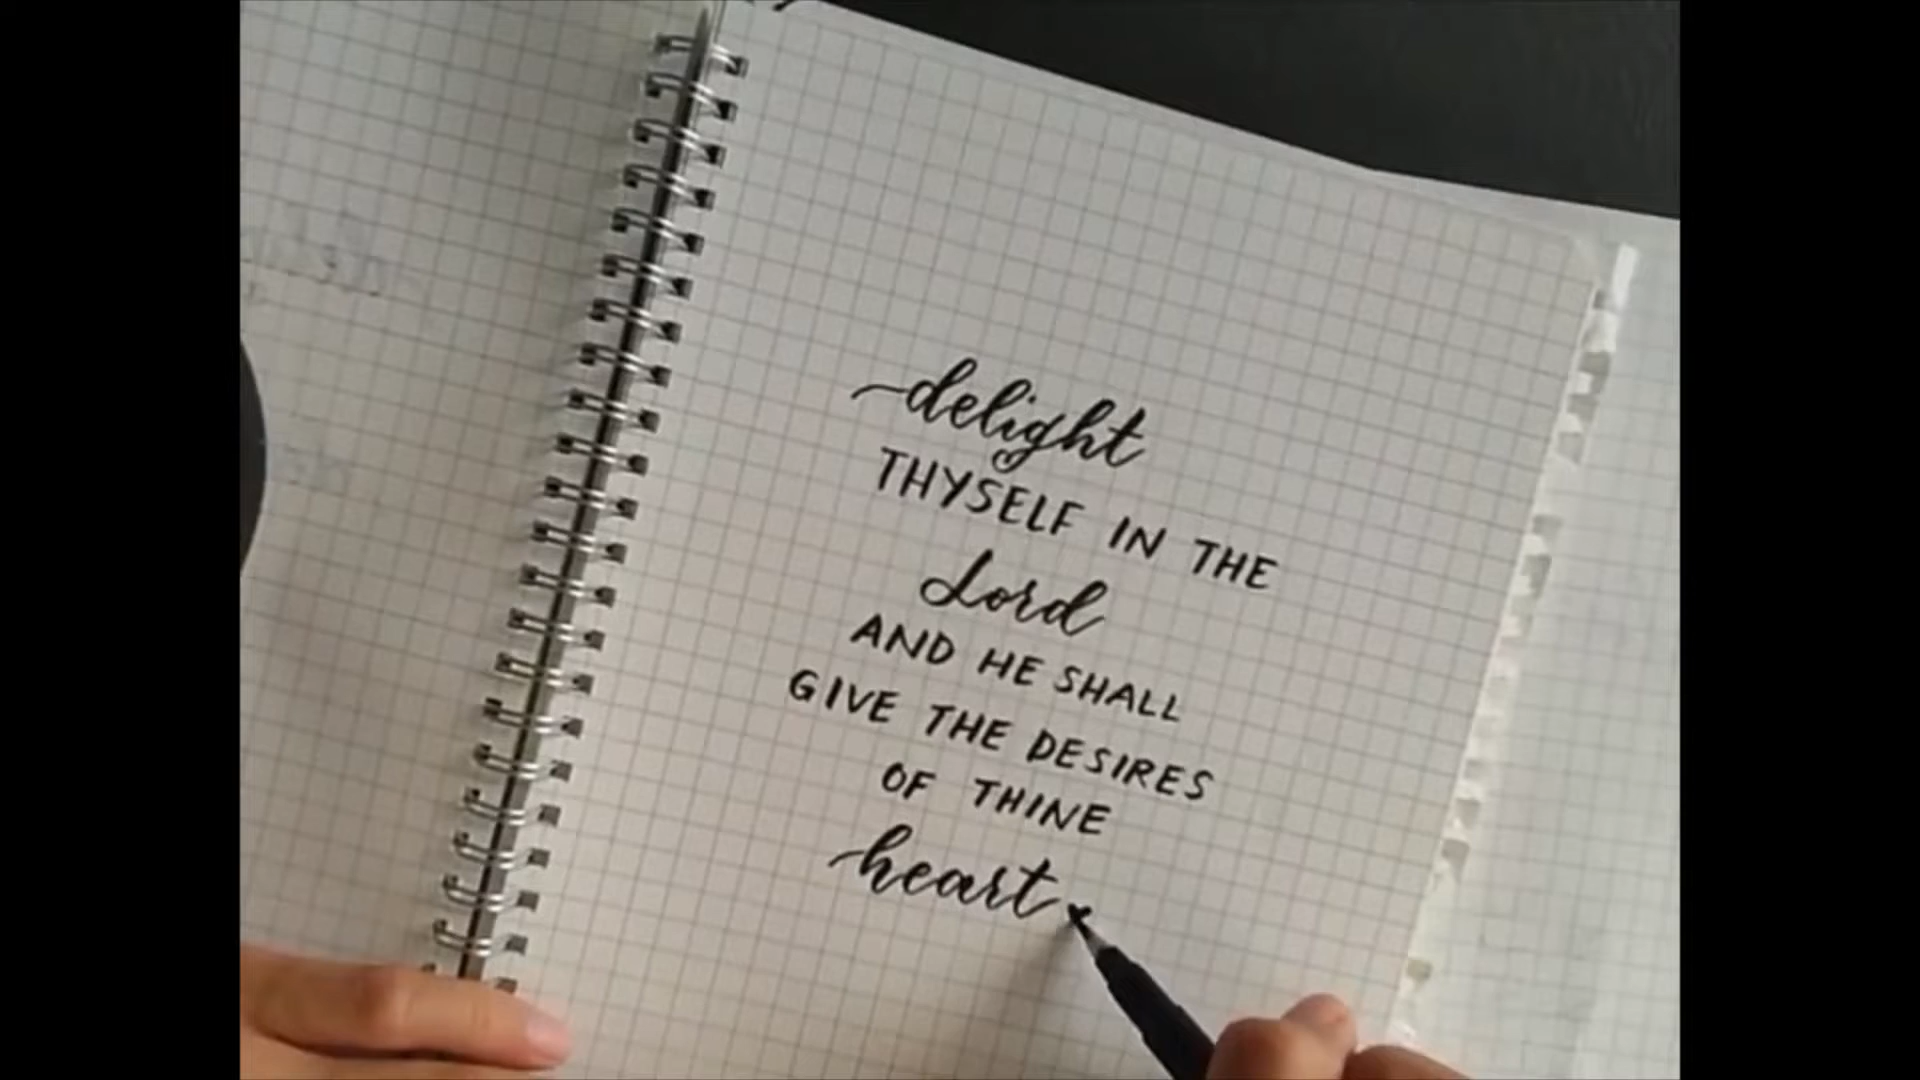 delight
THYSELF IN THE
Lord
AND HE SHALL
GIVE THE DESIRES
OF THINE
heart